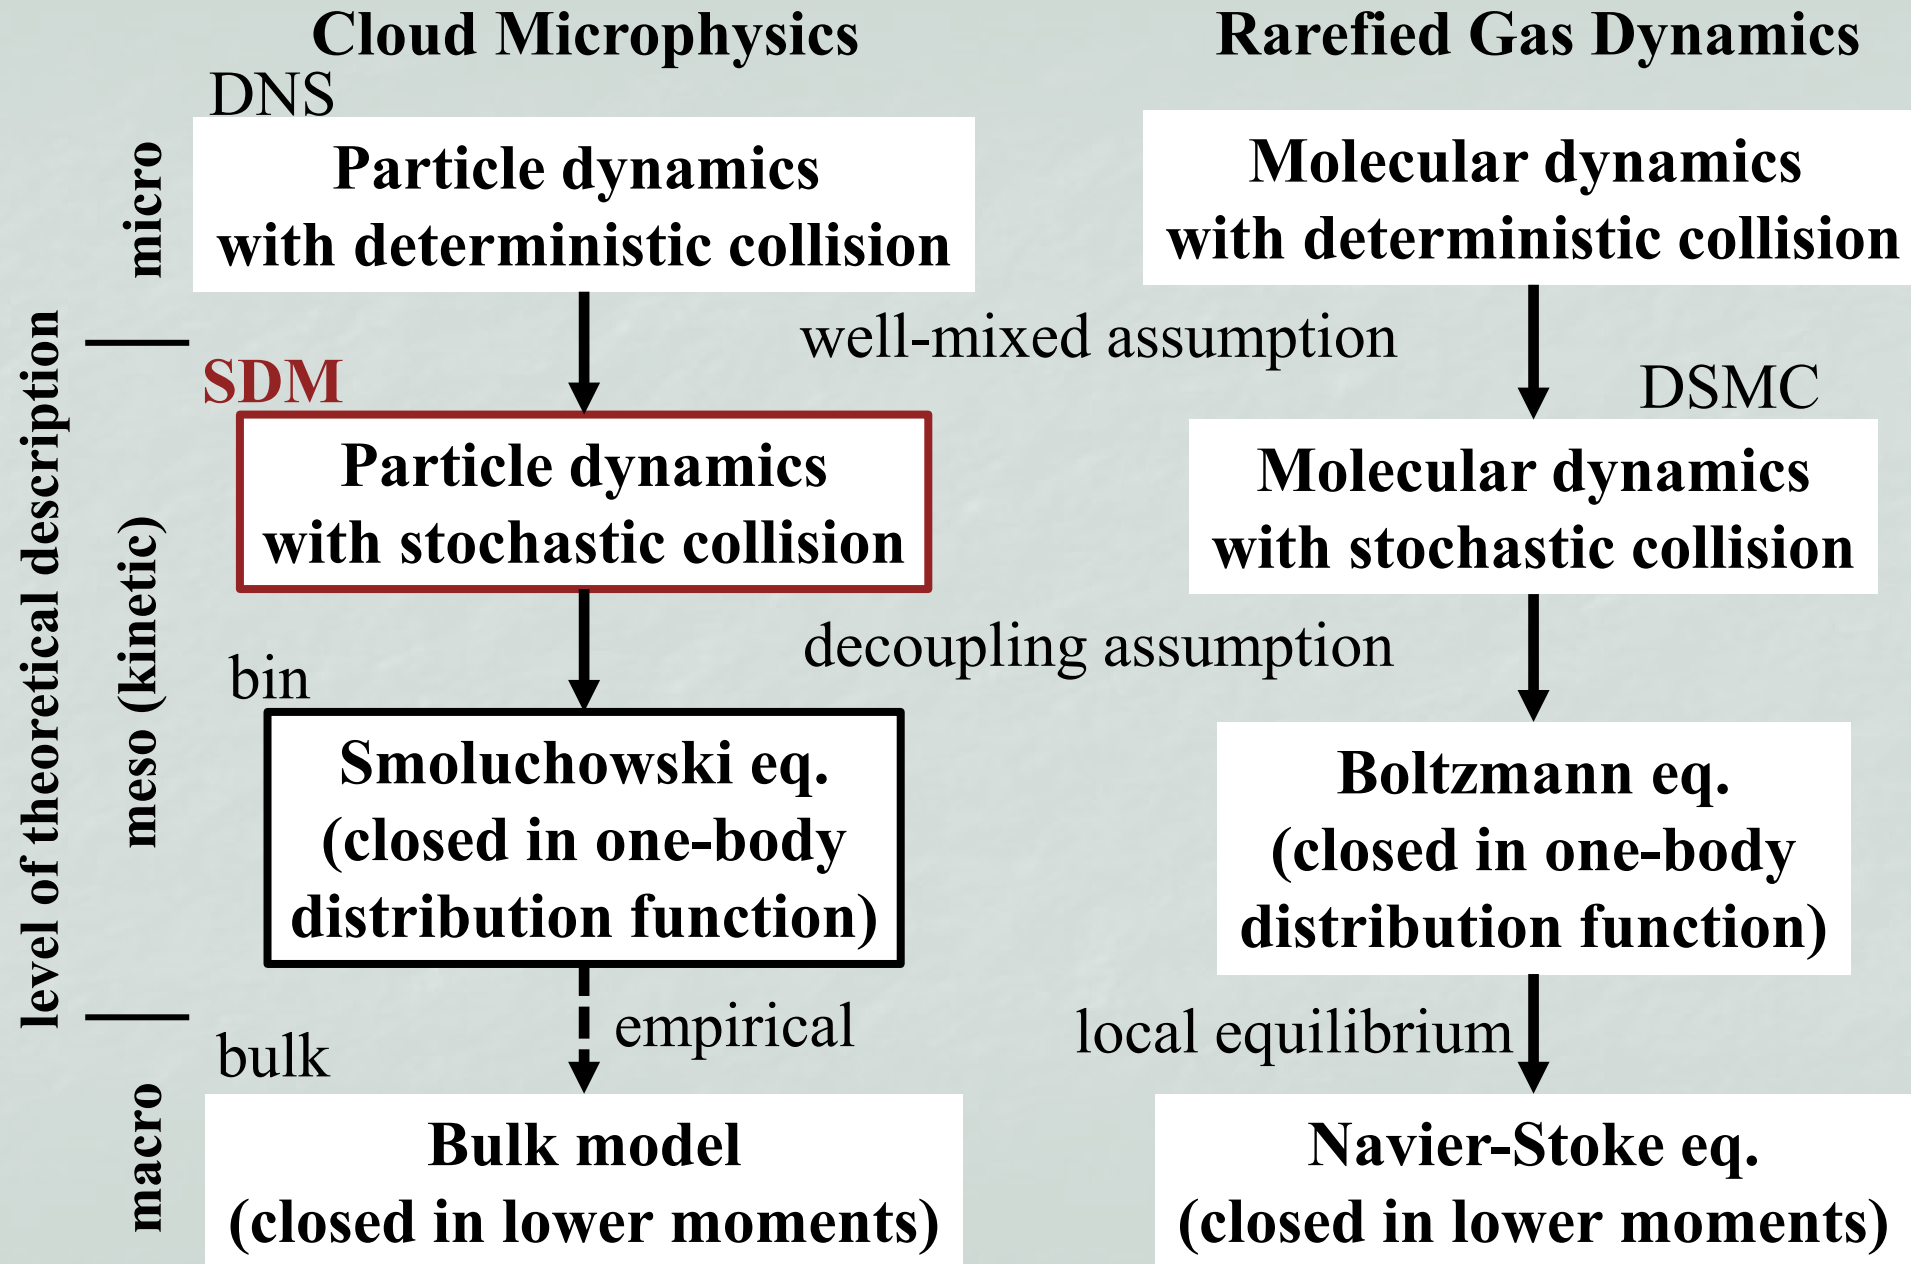 Cloud Microphysics
Rarefied Gas Dynamics
level of theoretical description
micro
DNS
Particle dynamics
with deterministic collision
Molecular dynamics
with deterministic collision
well-mixed assumption
meso (kinetic)
SDM
Particle dynamics
with stochastic collision
DSMC
Molecular dynamics
with stochastic collision
decoupling assumption
bin
Smoluchowski eq.
(closed in one-body
distribution function)
Boltzmann eq.
(closed in one-body
distribution function)
empirical
local equilibrium
macro
bulk
Bulk model
(closed in lower moments)
Navier-Stoke eq.
(closed in lower moments)